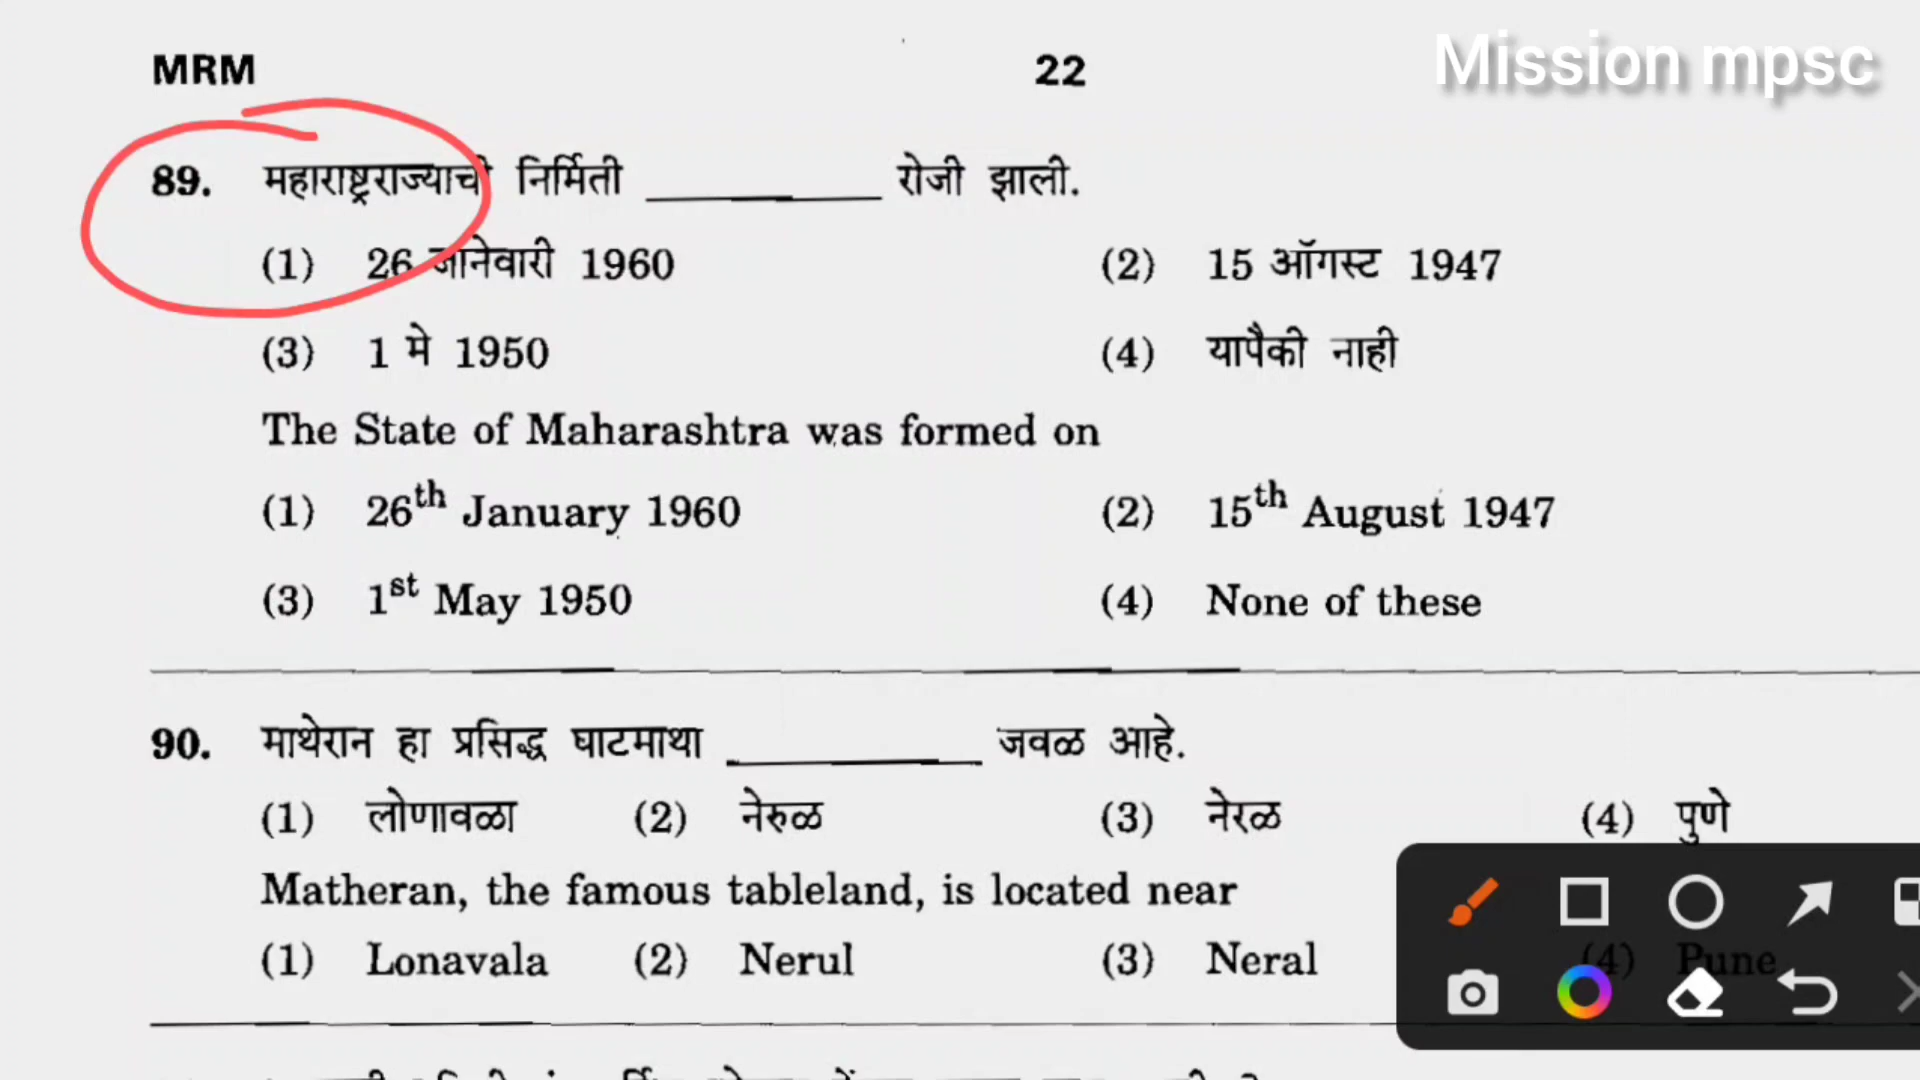 MRM 22 Mission mpsc
89. महाराष्ट्रराज्याची निर्मिती ________ रोजी झाली.
(1) 26 जानेवारी 1960 (2) 15 ऑगस्ट 1947
(3) 1 मे 1950 (4) यापैकी नाही
The State of Maharashtra was formed on
(1) 26th January 1960 (2) 15th August 1947
(3) 1st May 1950 (4) None of these
90. माथेरान हा प्रसिद्ध घाटमाथा ________ जवळ आहे.
(1) लोणावळा (2) नेरुळ (3) नेरळ (4) पुणे
Matheran, the famous tableland, is located near
(1) Lonavala (2) Nerul (3) Neral (4) Pune